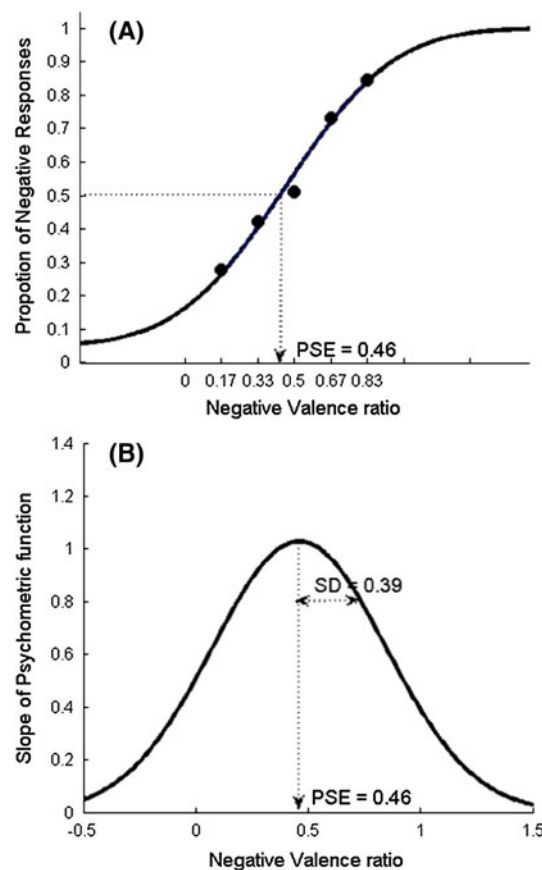 (A)
Propotion of Negative Responses
1
0.9
0.8
0.7
0.6
0.5
0.4
0.3
0.2
0.1
0
PSE = 0.46
0 0.17 0.33 0.5 0.67 0.83
Negative Valence ratio
(B)
Slope of Psychometric function
1.4
1.2
1
0.8
0.6
0.4
0.2
0
SD = 0.39
PSE = 0.46
-0.5 0 0.5 1 1.5
Negative Valence ratio